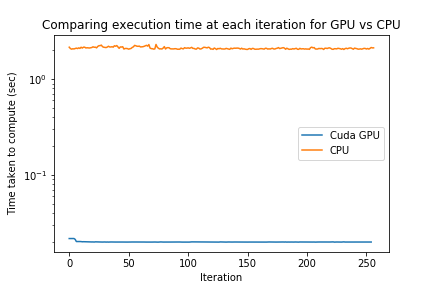 Comparing execution time at each iteration for GPU vs CPU
Time taken to compute (sec)
10⁰
10⁻¹
Cuda GPU
CPU
0 50 100 150 200 250
Iteration